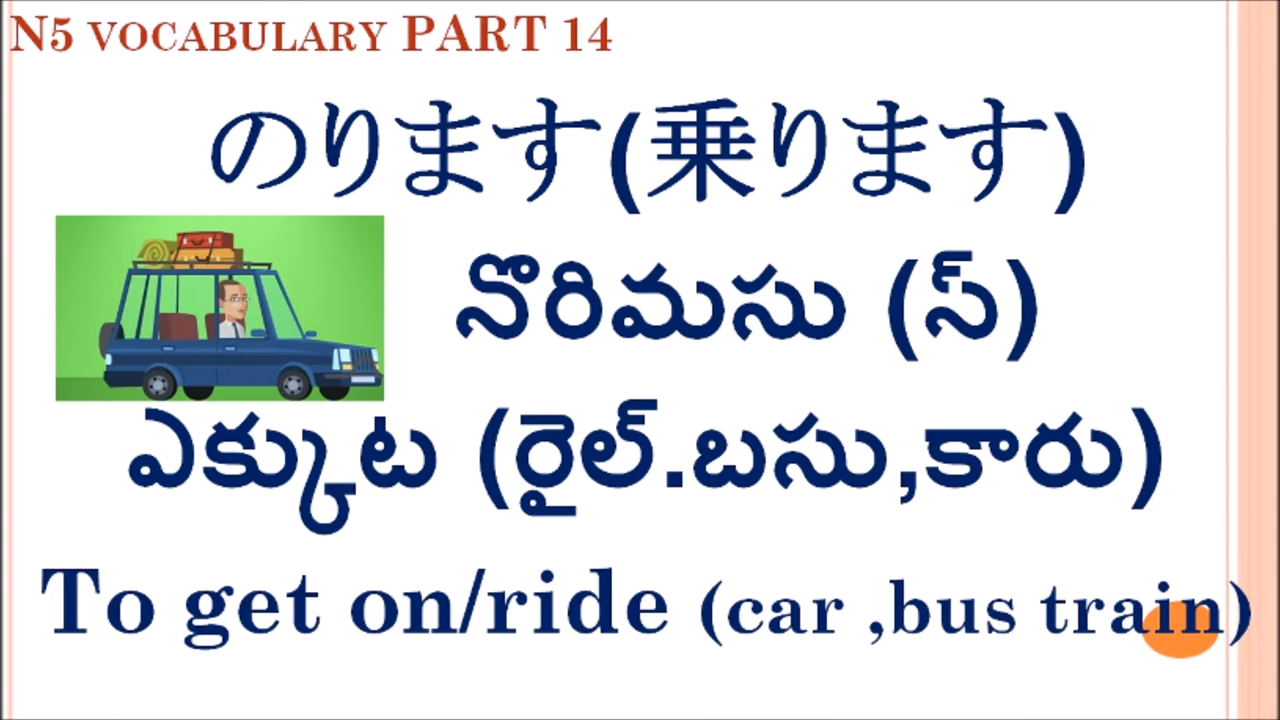 N5 VOCABULARY PART 14
のります(乗ります)
నొరిమసు (స్)
ఎక్కుట (రైల్.బసు,కారు)
To get on/ride (car ,bus train)